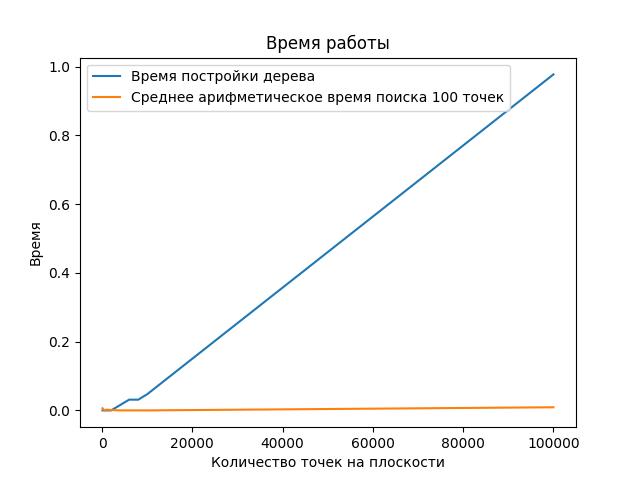 Время работы
Время постройки дерева
Среднее арифметическое время поиска 100 точек
1.0
0.8
0.6
0.4
0.2
0.0
Время
0 20000 40000 60000 80000 100000
Количество точек на плоскости